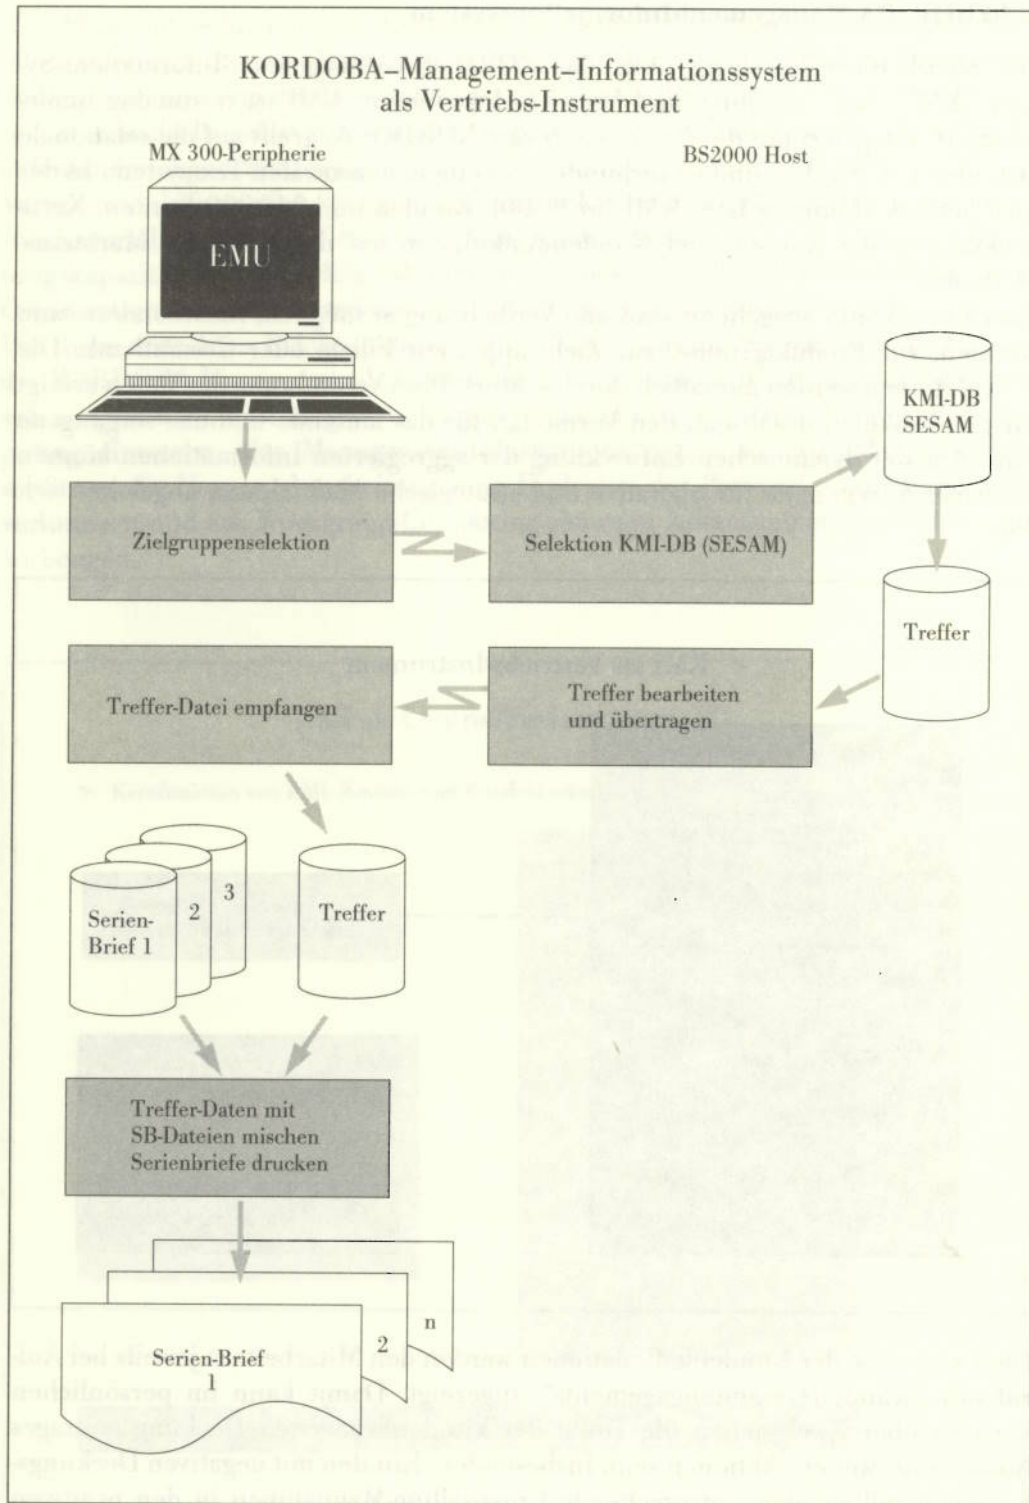 KORDOBA–Management–Informationssystem
als Vertriebs-Instrument
MX 300-Peripherie
BS2000 Host
EMU
KMI-DB
SESAM
Zielgruppenselektion
Selektion KMI-DB (SESAM)
Treffer
Treffer-Datei empfangen
Treffer bearbeiten
und übertragen
Serien-
Brief 1
2
3
Treffer
Treffer-Daten mit
SB-Dateien mischen
Serienbriefe drucken
Serien-Brief
1
2
n